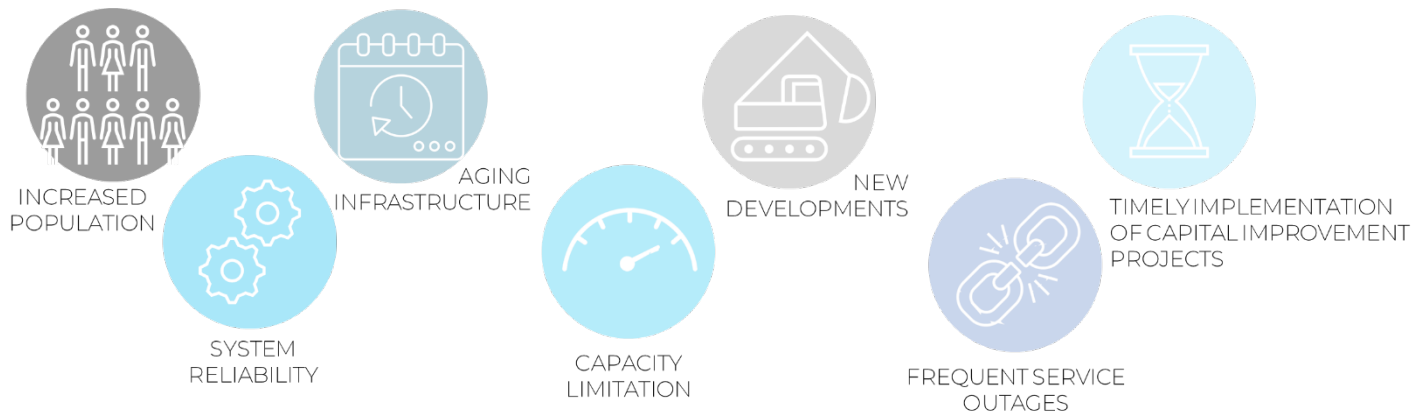 INCREASED
POPULATION
SYSTEM
RELIABILITY
AGING
INFRASTRUCTURE
CAPACITY
LIMITATION
NEW
DEVELOPMENTS
FREQUENT SERVICE
OUTAGES
TIMELY IMPLEMENTATION
OF CAPITAL IMPROVEMENT
PROJECTS